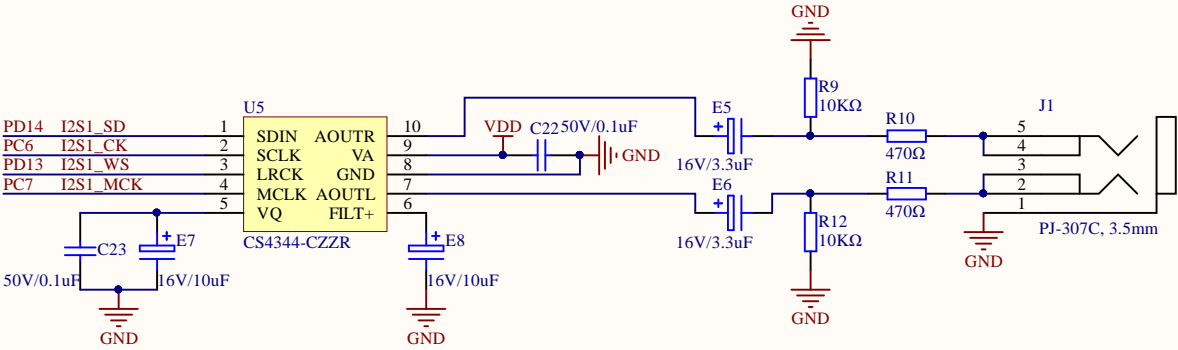 GND
R9
10KΩ
U5
E5
R10
J1
PD14 I2S1_SD 1 SDIN AOUTR 10
VDD C22 50V/0.1uF
5
PC6 I2S1_CK 2 SCLK VA 9
GND
16V/3.3uF
470Ω
4
PD13 I2S1_WS 3 LRCK GND 8
E6
R11
3
PC7 I2S1_MCK 4 MCLK AOUTL 7
2
5 VQ FILT+ 6
16V/3.3uF
R12
10KΩ
470Ω
1
PJ-307C, 3.5mm
C23
E7
CS4344-CZZR
E8
GND
50V/0.1uF
16V/10uF
16V/10uF
GND
GND
GND